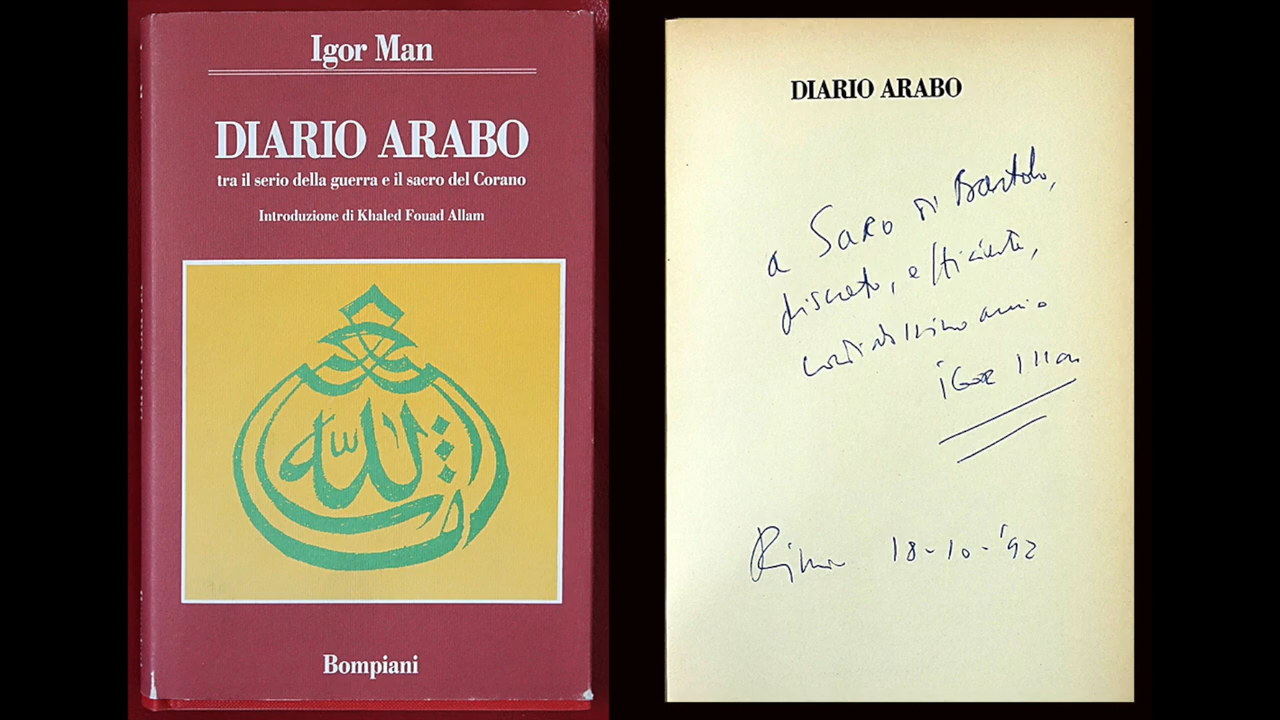 Igor Man
DIARIO ARABO
tra il serio della guerra e il sacro del Corano
Introduzione di Khaled Fouad Allam
Bompiani
DIARIO ARABO
a Saro Di Bartolo,
discreto, efficiente,
cordialissimo amico
Igor Man
Rimini 18-10-'92